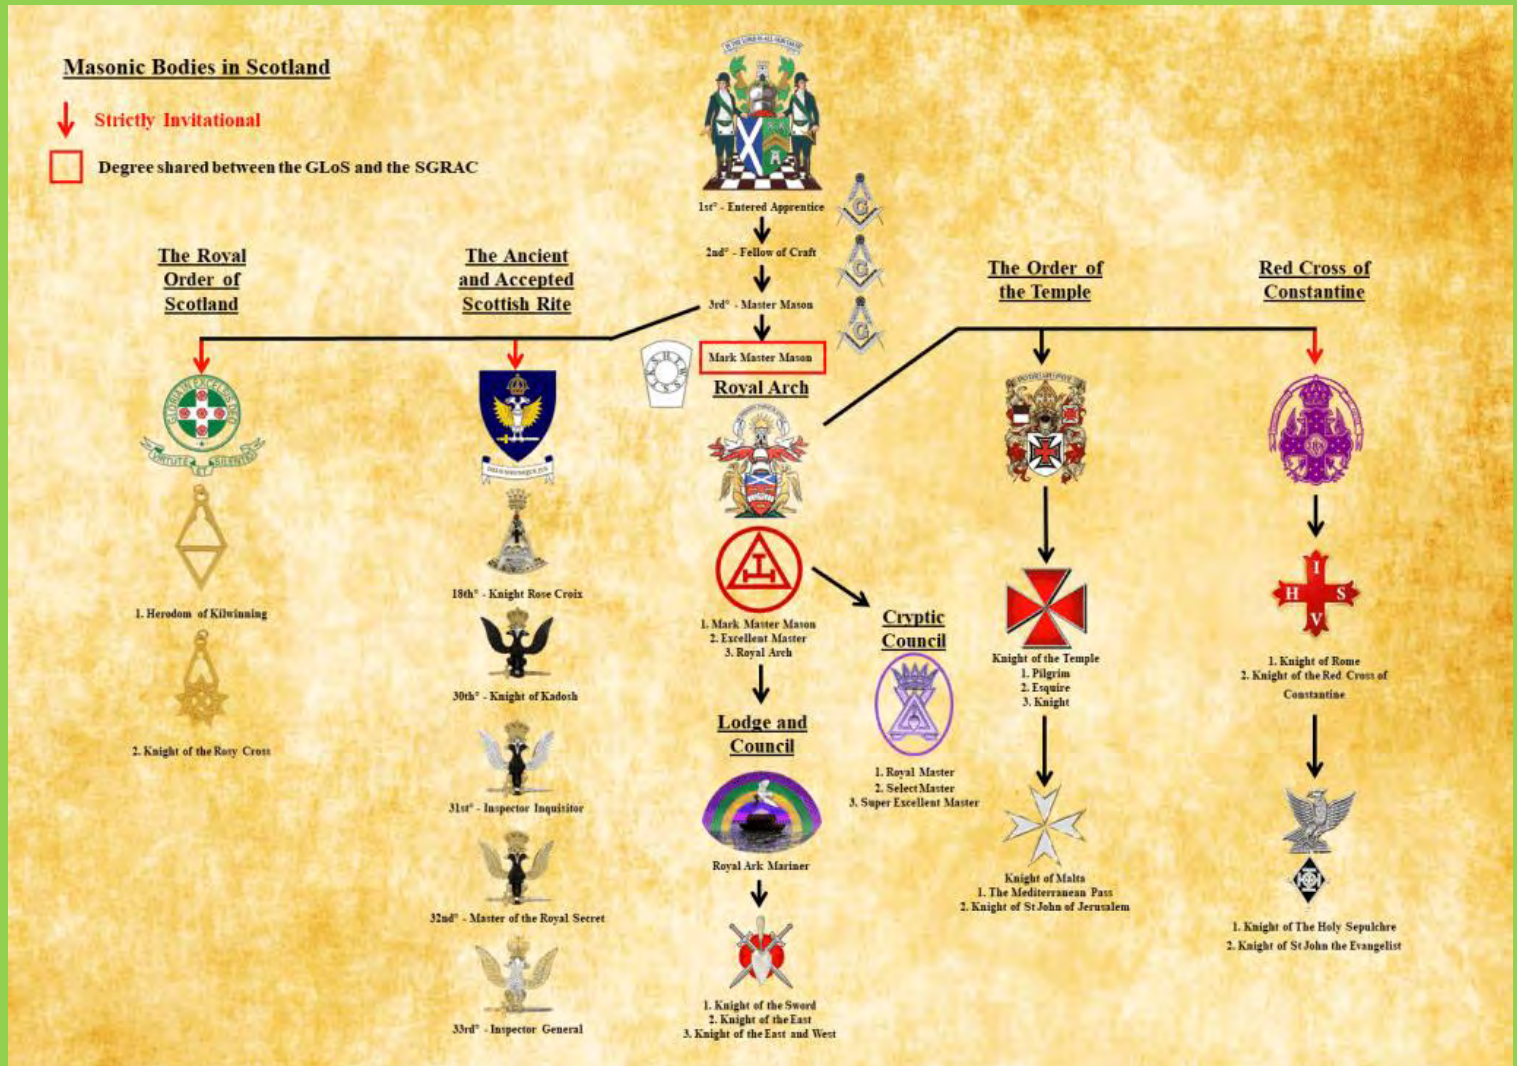 Masonic Bodies in Scotland
Strictly Invitational
Degree shared between the GLoS and the SGRAC
1st° - Entered Apprentice
2nd° - Fellow of Craft
3rd° - Master Mason
Mark Master Mason
The Royal
Order of
Scotland
GLORIA IN EXCELSIS DEO
VIRTUTE ET SILENTIO
1. Herodom of Kilwinning
2. Knight of the Rosy Cross
The Ancient
and Accepted
Scottish Rite
18th° - Knight Rose Croix
30th° - Knight of Kadosh
31st° - Inspector Inquisitor
32nd° - Master of the Royal Secret
33rd° - Inspector General
Royal Arch
1. Mark Master Mason
2. Excellent Master
3. Royal Arch
Lodge and
Council
Royal Ark Mariner
1. Knight of the Sword
2. Knight of the East
3. Knight of the East and West
Cryptic
Council
1. Royal Master
2. Select Master
3. Super Excellent Master
The Order of
the Temple
Knight of the Temple
1. Pilgrim
2. Esquire
3. Knight
Knight of Malta
1. The Mediterranean Pass
2. Knight of St John of Jerusalem
Red Cross of
Constantine
I
H S
V
1. Knight of Rome
2. Knight of the Red Cross of
Constantine
1. Knight of The Holy Sepulchre
2. Knight of St John the Evangelist
G
G
G